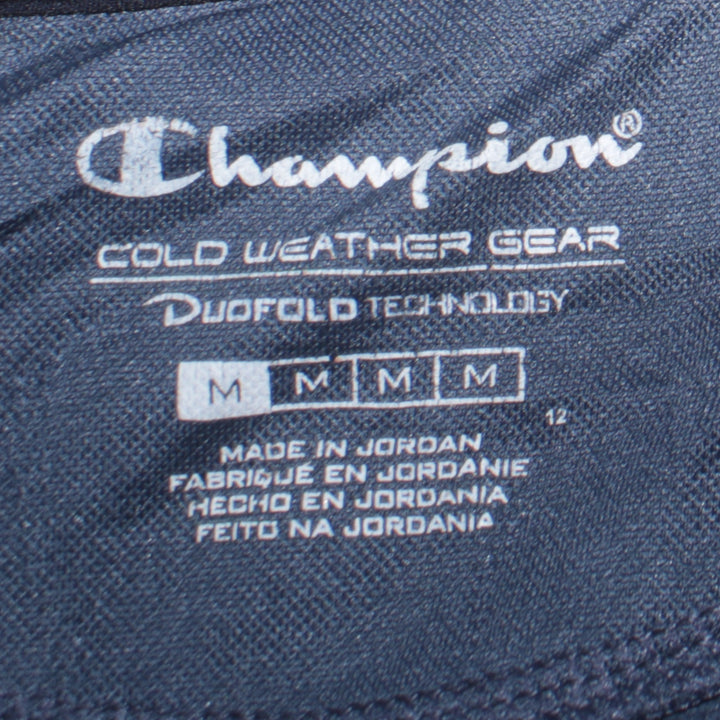 Champion®
COLD WEATHER GEAR
DUOFOLD TECHNOLOGY
M M M M
12
MADE IN JORDAN
FABRIQUÉ EN JORDANIE
HECHO EN JORDANIA
FEITO NA JORDANIA